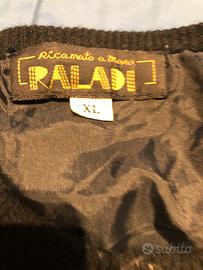 Ricamato a mano
RALADI
XL
subito